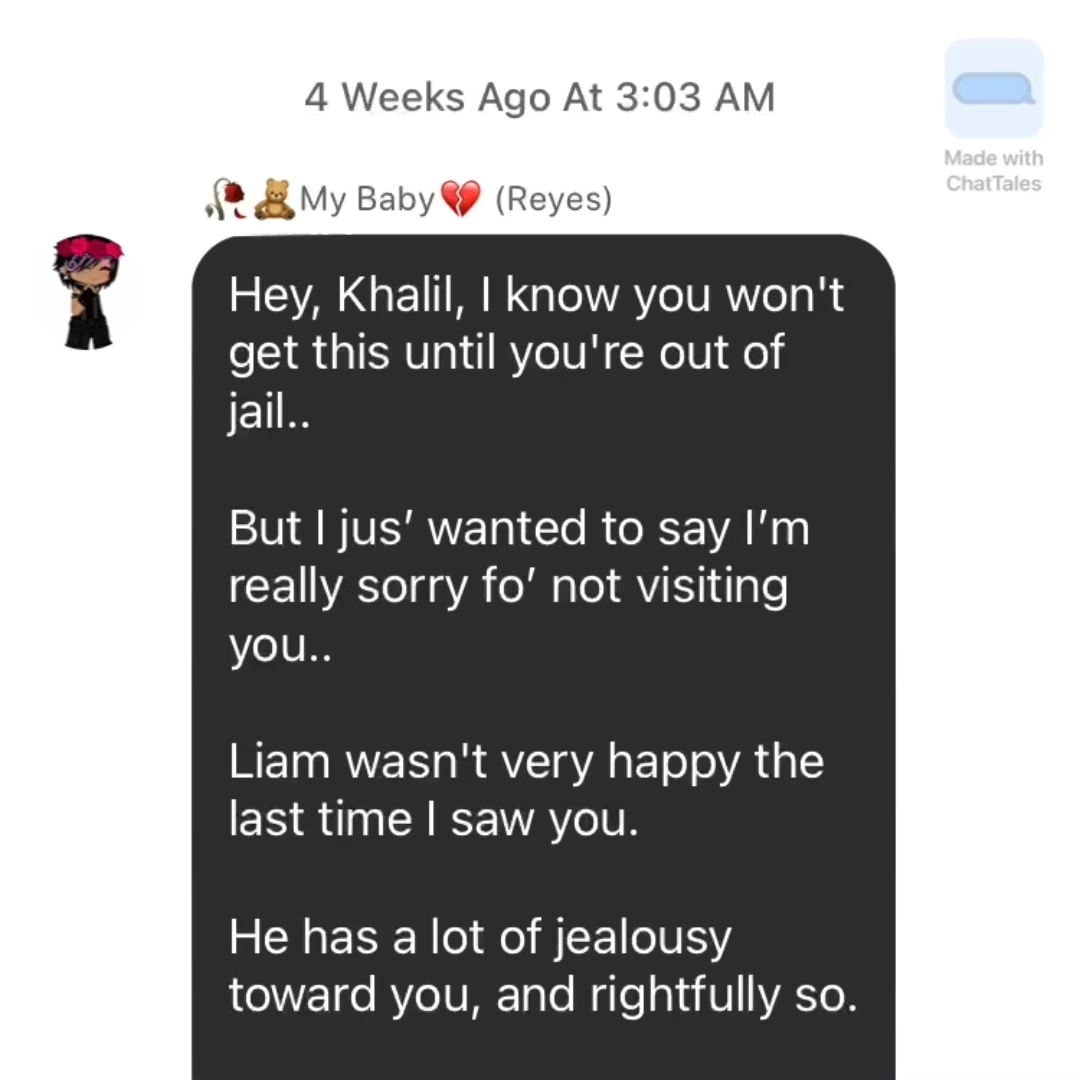 4 Weeks Ago At 3:03 AM
Made with
ChatTales
🥀🧸My Baby💔 (Reyes)
Hey, Khalil, I know you won't
get this until you're out of
jail..
But I jus’ wanted to say I’m
really sorry fo’ not visiting
you..
Liam wasn't very happy the
last time I saw you.
He has a lot of jealousy
toward you, and rightfully so.